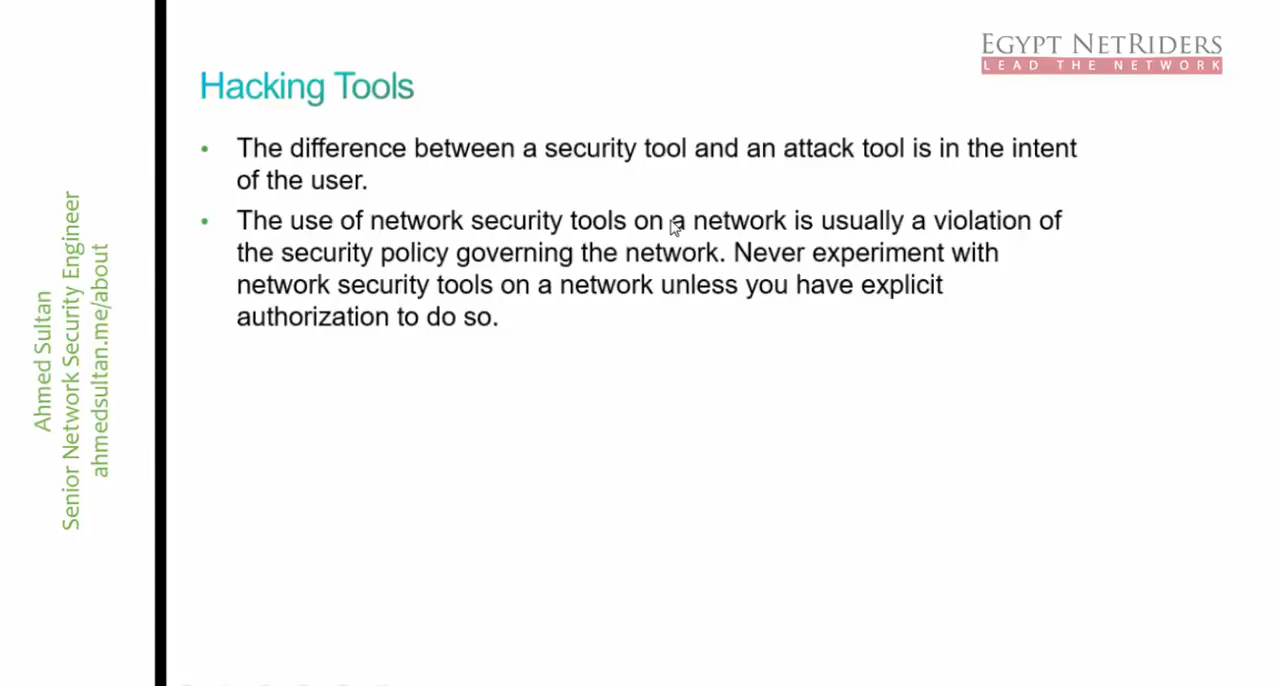 EGYPT NETRIDERS
LEAD THE NETWORK
Hacking Tools
• The difference between a security tool and an attack tool is in the intent
of the user.
• The use of network security tools on a network is usually a violation of
the security policy governing the network. Never experiment with
network security tools on a network unless you have explicit
authorization to do so.
Ahmed Sultan
Senior Network Security Engineer
ahmedsultan.me/about